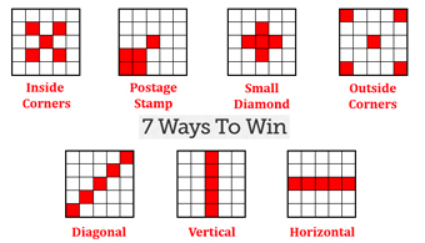 Inside
Corners
Postage
Stamp
Small
Diamond
Outside
Corners
7 Ways To Win
Diagonal
Vertical
Horizontal